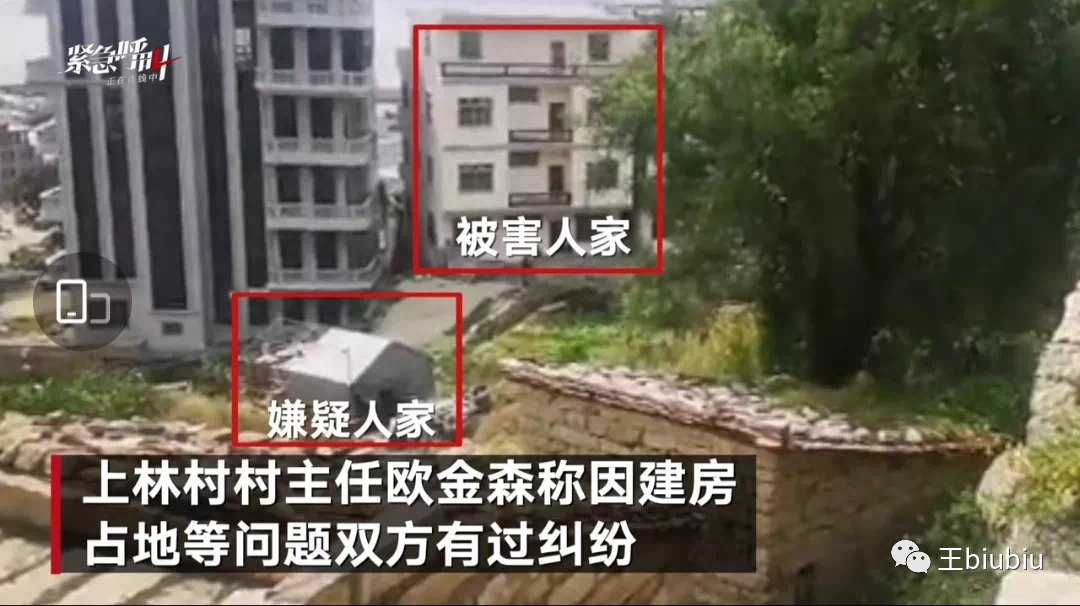 紧急呼叫
正在连线中
被害人家
嫌疑人家
上林村村主任欧金森称因建房
占地等问题双方有过纠纷
王biubiu